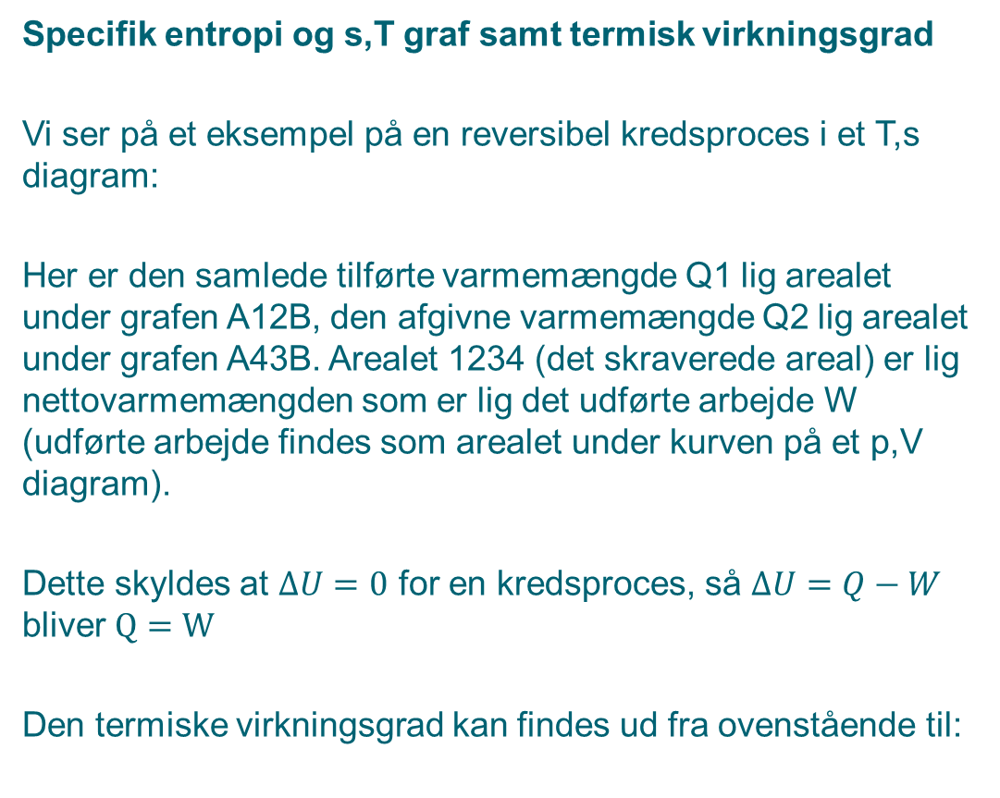 Specifik entropi og s,T graf samt termisk virkningsgrad
Vi ser på et eksempel på en reversibel kredsproces i et T,s
diagram:
Her er den samlede tilførte varmemængde Q1 lig arealet
under grafen A12B, den afgivne varmemængde Q2 lig arealet
under grafen A43B. Arealet 1234 (det skraverede areal) er lig
nettovarmemængden som er lig det udførte arbejde W
(udførte arbejde findes som arealet under kurven på et p,V
diagram).
Dette skyldes at Δ𝑈 = 0 for en kredsproces, så Δ𝑈 = 𝑄 − 𝑊
bliver Q = W
Den termiske virkningsgrad kan findes ud fra ovenstående til: